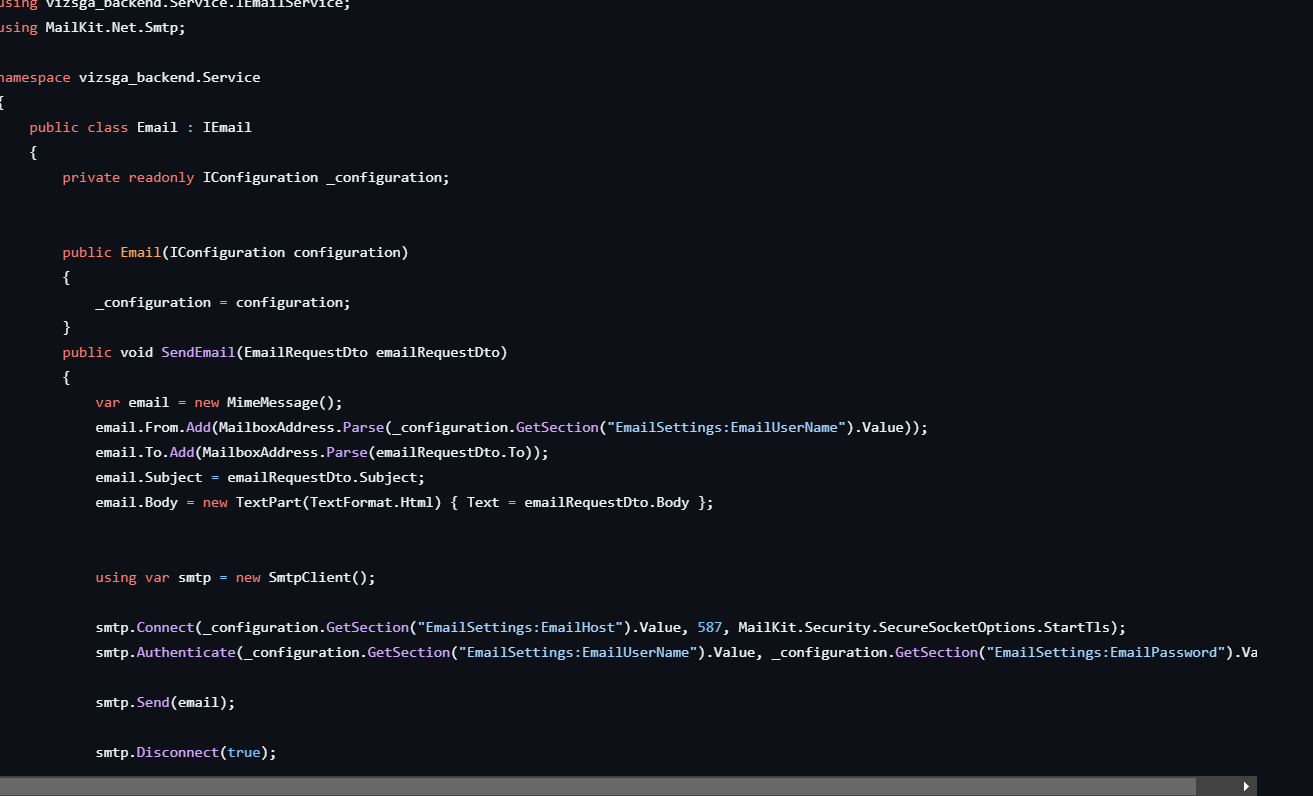 using vizsga_backend.Service.IEmailService;
using MailKit.Net.Smtp;
namespace vizsga_backend.Service
{
public class Email : IEmail
{
private readonly IConfiguration _configuration;
public Email(IConfiguration configuration)
{
_configuration = configuration;
}
public void SendEmail(EmailRequestDto emailRequestDto)
{
var email = new MimeMessage();
email.From.Add(MailboxAddress.Parse(_configuration.GetSection("EmailSettings:EmailUserName").Value));
email.To.Add(MailboxAddress.Parse(emailRequestDto.To));
email.Subject = emailRequestDto.Subject;
email.Body = new TextPart(TextFormat.Html) { Text = emailRequestDto.Body };
using var smtp = new SmtpClient();
smtp.Connect(_configuration.GetSection("EmailSettings:EmailHost").Value, 587, MailKit.Security.SecureSocketOptions.StartTls);
smtp.Authenticate(_configuration.GetSection("EmailSettings:EmailUserName").Value, _configuration.GetSection("EmailSettings:EmailPassword").Va
smtp.Send(email);
smtp.Disconnect(true);